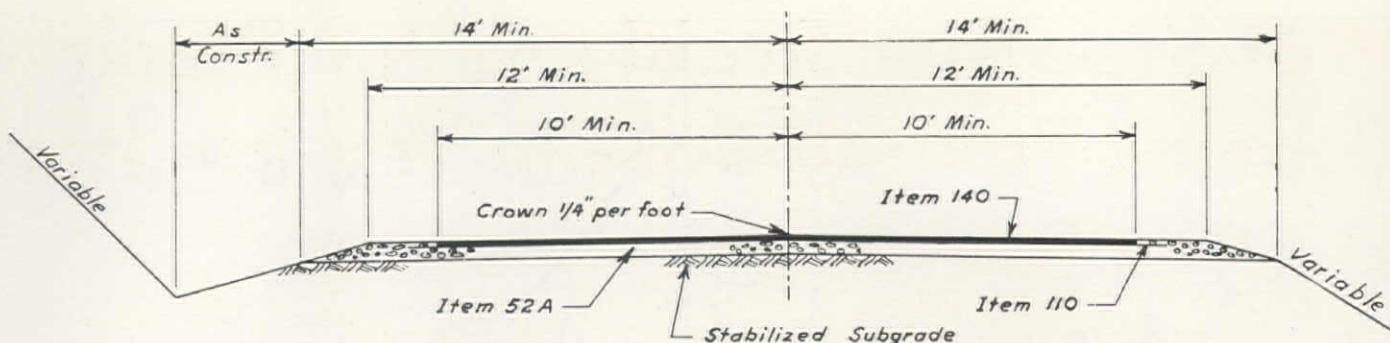 As
Constr.
14' Min.
14' Min.
12' Min.
12' Min.
10' Min.
10' Min.
Variable
Crown 1/4" per foot
Item 140
Item 52A
Item 110
Variable
Stabilized Subgrade